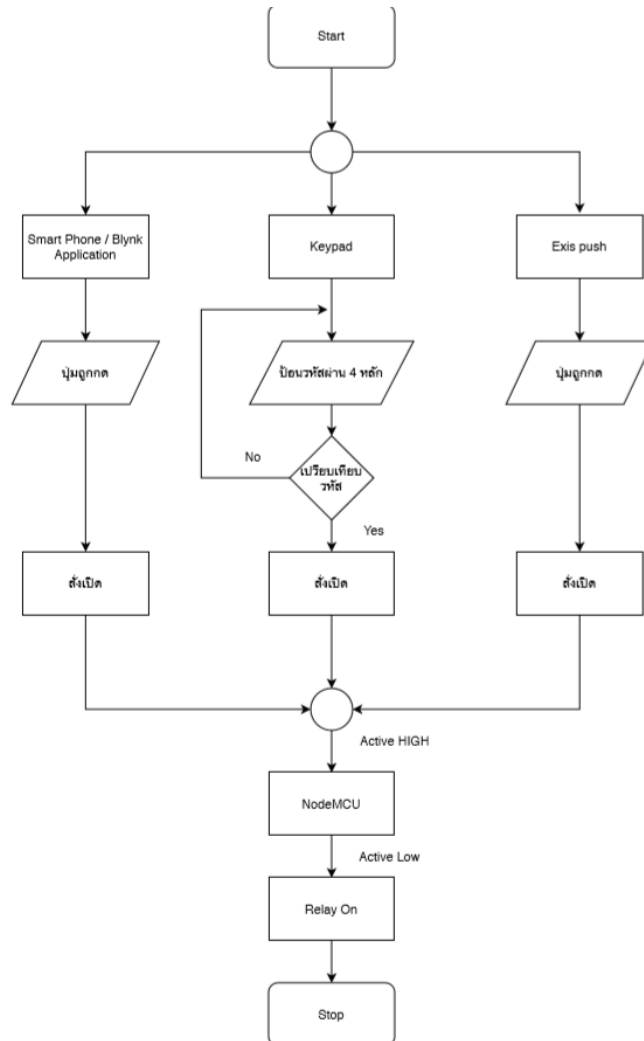 Start
Smart Phone / Blynk
Application
Keypad
Exis push
ปุ่มถูกกด
ป้อนรหัสผ่าน 4 หลัก
ปุ่มถูกกด
No
เปรียบเทียบ
รหัส
Yes
สั่งเปิด
สั่งเปิด
สั่งเปิด
Active HIGH
NodeMCU
Active Low
Relay On
Stop